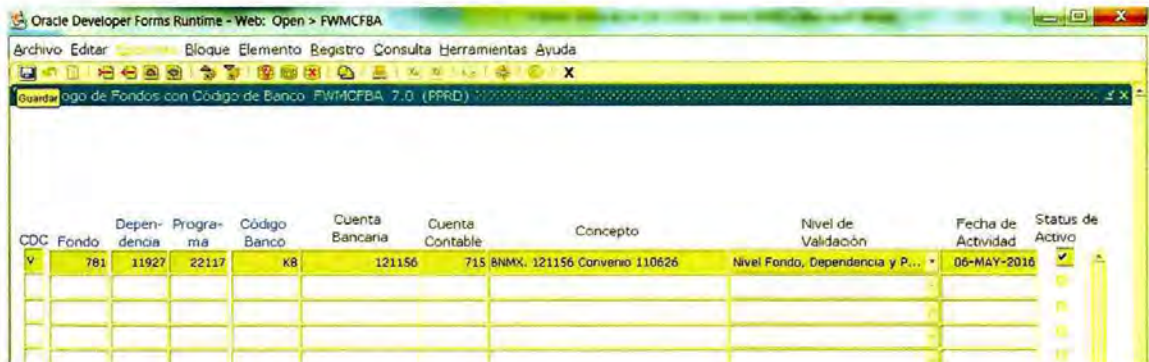 Oracle Developer Forms Runtime - Web: Open > FWMCFBA
Archivo Editar Bloque Elemento Registro Consulta Herramientas Ayuda
Guardar ogo de Fondos con Código de Banco FWMCFBA 7.0 (PPRD)
CDC Fondo Depen-dencia Progra-ma Código Banco Cuenta Bancaria Cuenta Contable Concepto Nivel de Validación Fecha de Actividad Status de Activo
V 781 11927 22117 K8 121156 715 BNMX. 121156 Convenio 110626 Nivel Fondo, Dependencia y P... 06-MAY-2016